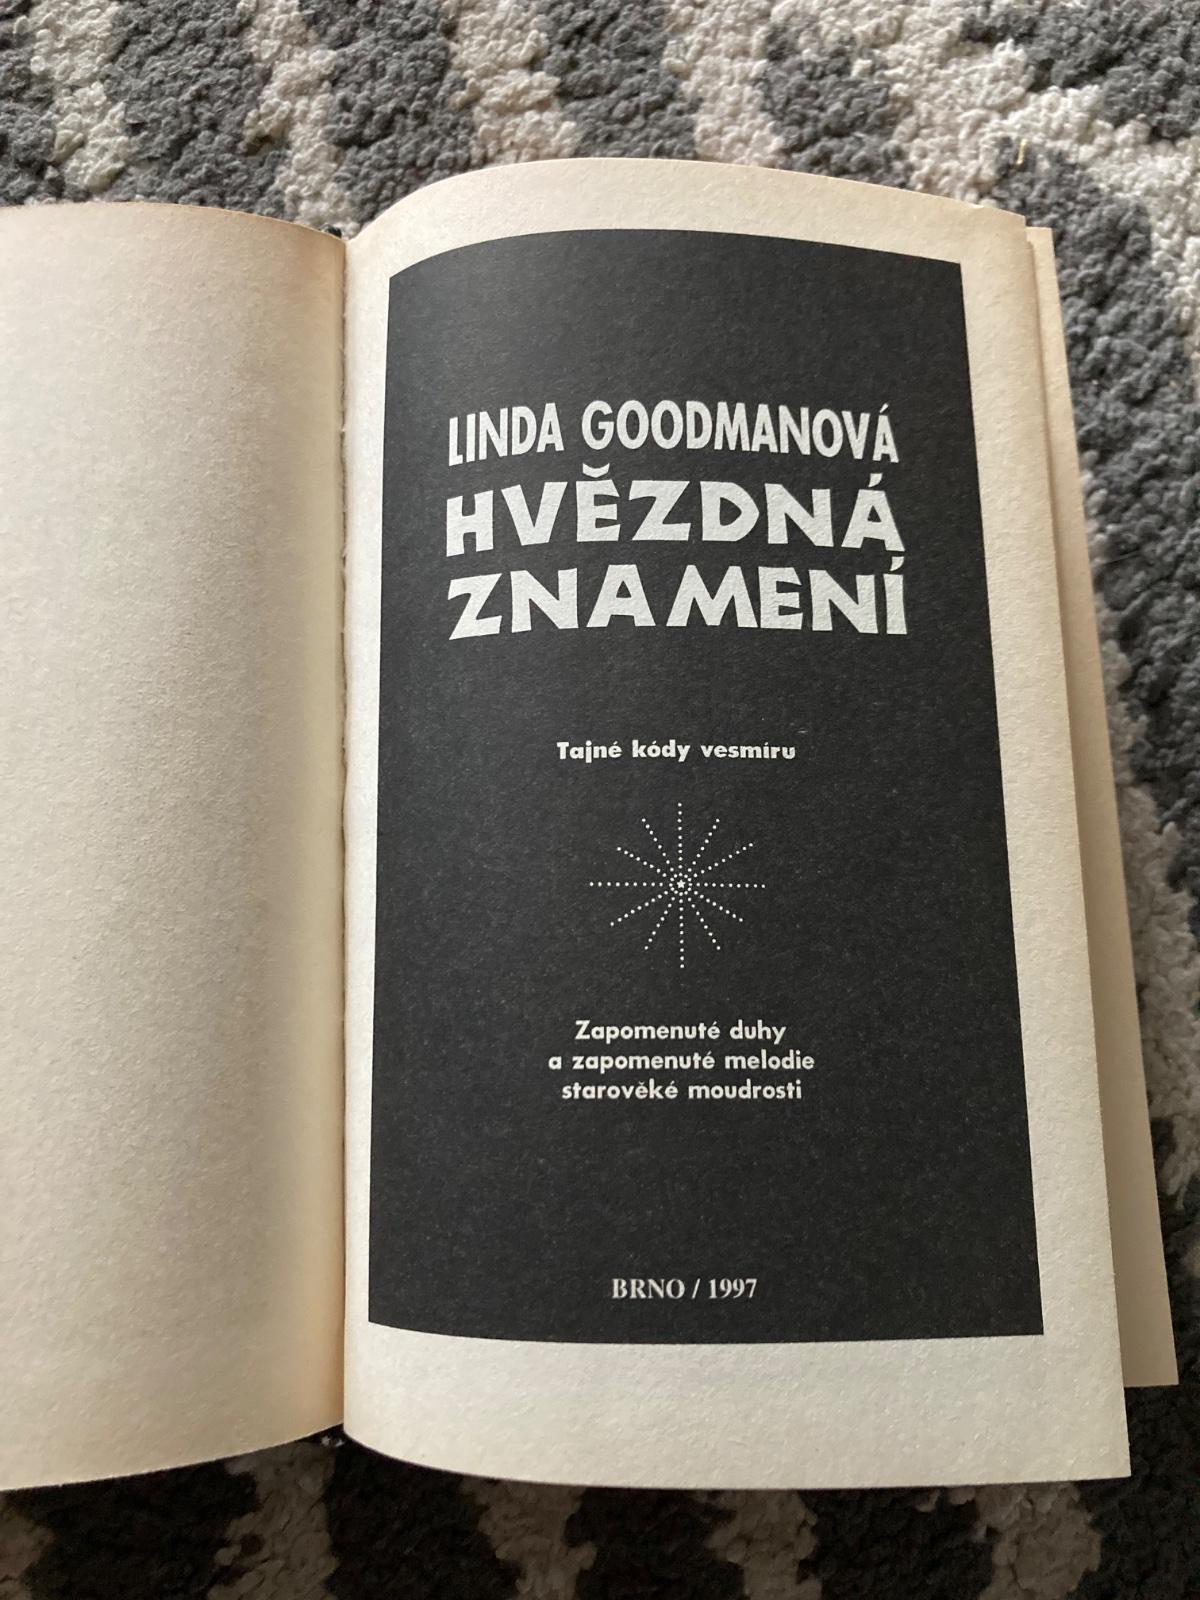 LINDA GOODMANOVÁ
HVĚZDNÁ
ZNAMENÍ
Tajné kódy vesmíru
Zapomenuté duhy
a zapomenuté melodie
starověké moudrosti
BRNO / 1997